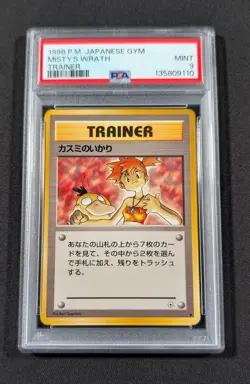 1998 P.M. JAPANESE GYM
MISTY'S WRATH
MINT
TRAINER
9
PSA
135809110
TRAINER
カスミのいかり
あなたの山札の上から7枚のカー
ドを見て、その中から2枚を選ん
で手札に加え、残りをトラッシュ
する。